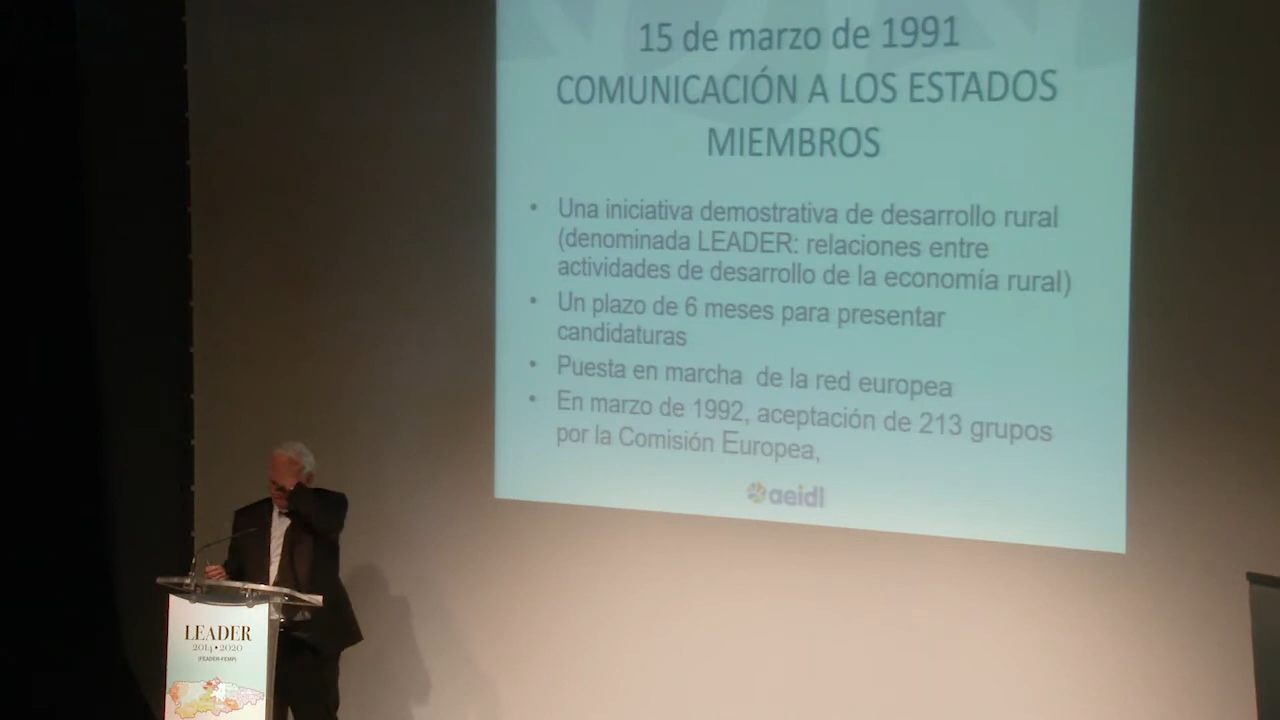 15 de marzo de 1991
COMUNICACIÓN A LOS ESTADOS
MIEMBROS
• Una iniciativa demostrativa de desarrollo rural
(denominada LEADER: relaciones entre
actividades de desarrollo de la economía rural)
• Un plazo de 6 meses para presentar
candidaturas
• Puesta en marcha de la red europea
• En marzo de 1992, aceptación de 213 grupos
por la Comisión Europea,
aeidl
LEADER
2014•2020
(FEADER-FEMP)